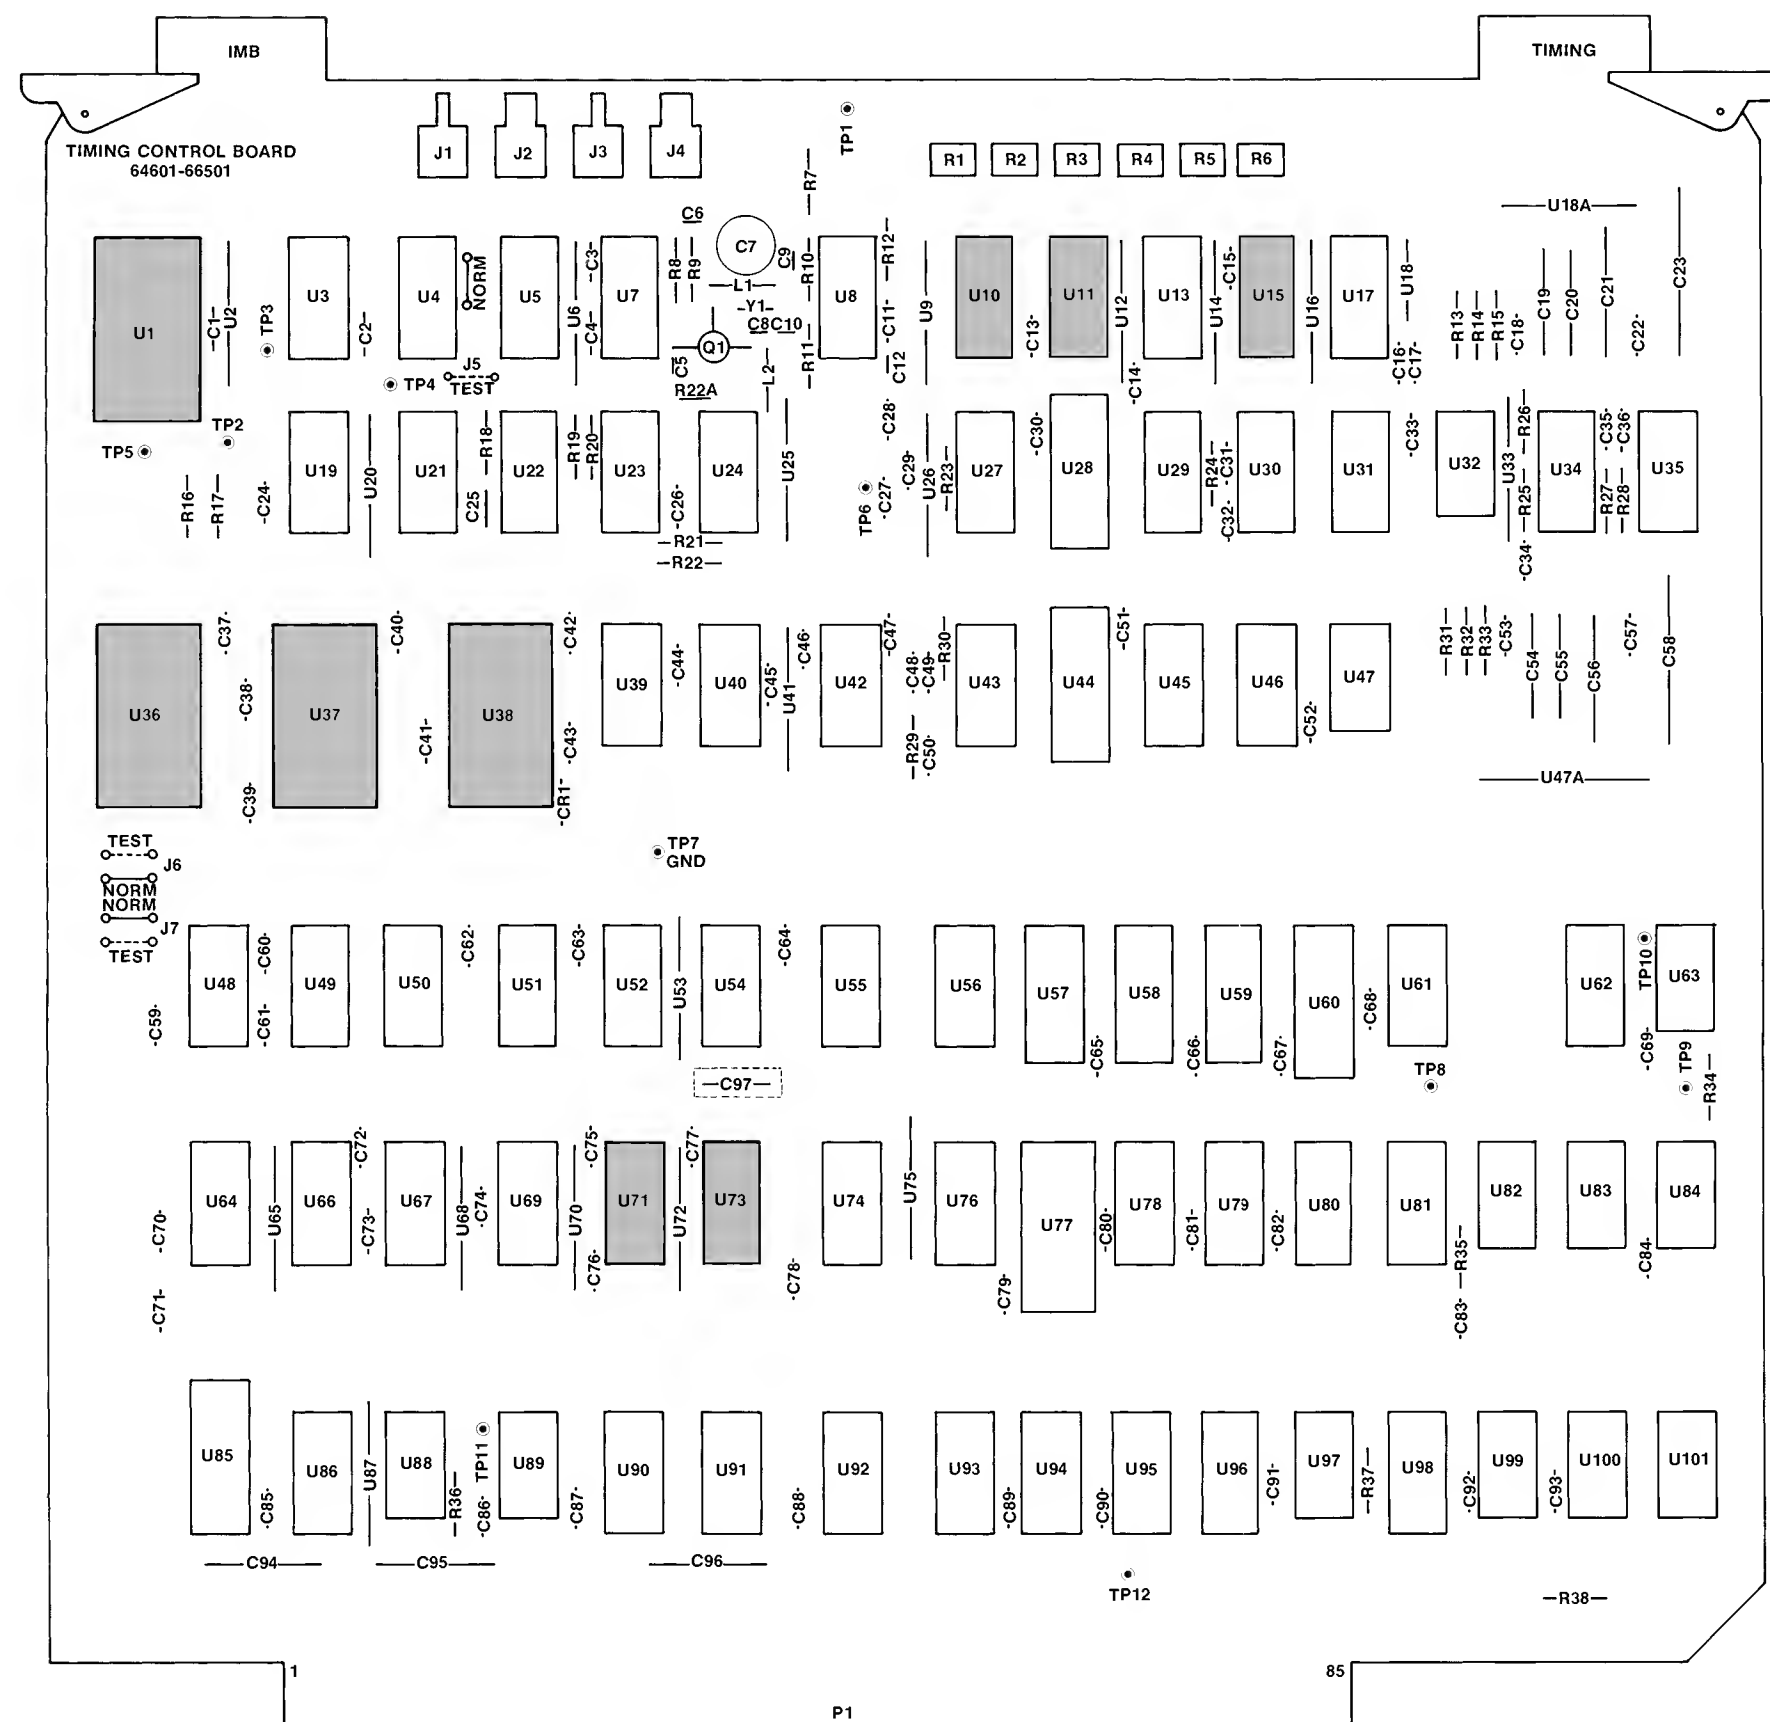 IMB
TIMING
TIMING CONTROL BOARD
64601-66501
J1 J2 J3 J4
TP1
R1 R2 R3 R4 R5 R6
R7
U18A
C6
C7
U1
C1
U2
TP3
U3
C2
U4
NORM
U5
U6
C3
C4
U7
R8
R9
L1
Y1
C8 C10
C9
R10
R11
Q1
C5
R22A
L2
U8
R12
C11
C12
U9
U10
C13
U11
U12
C14
U13
U14
C15
U15
U16
U17
C16
C17
U18
R13
R14
R15
C18
C19
C20
C21
C22
C23
J5
TEST
TP4
TP2
TP5
R16
R17
C24
U19
U20
U21
R18
C25
U22
R19
R20
U23
C26
U24
R21
R22
U25
TP6
C27
C28
C29
U26
R23
U27
C30
U28
U29
R24
C31
C32
U30
U31
C33
U32
U33
R25
R26
C34
U34
C35
C36
R27
R28
U35
U36
C37
C38
C39
U37
C40
C41
U38
C42
C43
CR1
U39
C44
U40
C45
U41
C46
U42
C47
C48
C49
R29
C50
R30
U43
U44
C51
U45
U46
C52
U47
R31
R32
R33
C53
C54
C55
C56
C57
C58
U47A
TEST
J6
NORM
NORM
J7
TEST
TP7
GND
C59
U48
C60
C61
U49
U50
C62
U51
C63
U52
U53
U54
C64
U55
U56
U57
C65
U58
C66
U59
C67
U60
C68
U61
U62
TP10
C69
U63
C97
TP8
TP9
R34
C70
C71
U64
U65
U66
C72
C73
U67
U68
C74
U69
U70
C75
C76
U71
U72
C77
U73
C78
U74
U75
U76
C79
U77
C80
U78
C81
U79
C82
U80
U81
R35
C83
U82
U83
C84
U84
U85
C85
U86
U87
U88
R36
TP11
C86
U89
C87
U90
U91
C88
U92
U93
C89
U94
C90
U95
U96
C91
U97
R37
U98
C92
U99
C93
U100
U101
C94 C95 C96
TP12
R38
1 85
P1